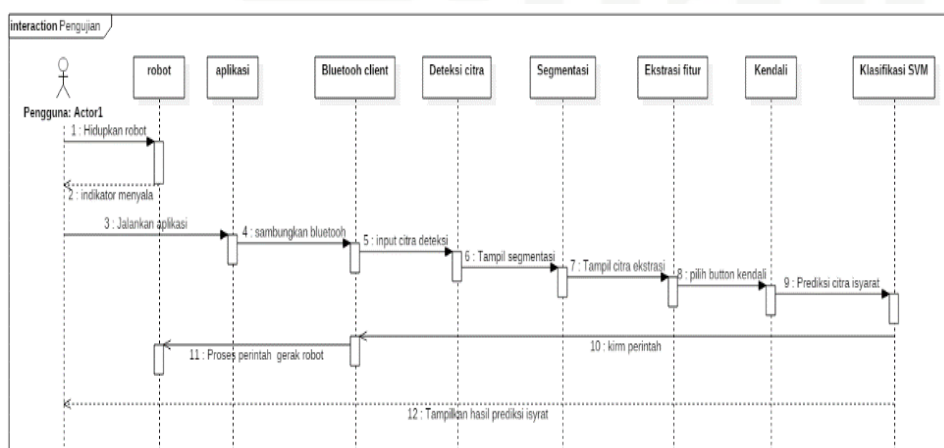 interaction Pengujian
robot
aplikasi
Bluetooh client
Deteksi citra
Segmentasi
Ekstrasi fitur
Kendali
Klasifikasi SVM
Pengguna: Actor1
1 : Hidupkan robot
2 : indikator menyala
3 : Jalankan aplikasi
4 : sambungkan bluetooh
5 : input citra deteksi
6 : Tampil segmentasi
7 : Tampil citra ekstrasi
8 : pilih button kendali
9 : Prediksi citra isyarat
10 : kirm perintah
11 : Proses perintah gerak robot
12 : Tampilkan hasil prediksi isyrat